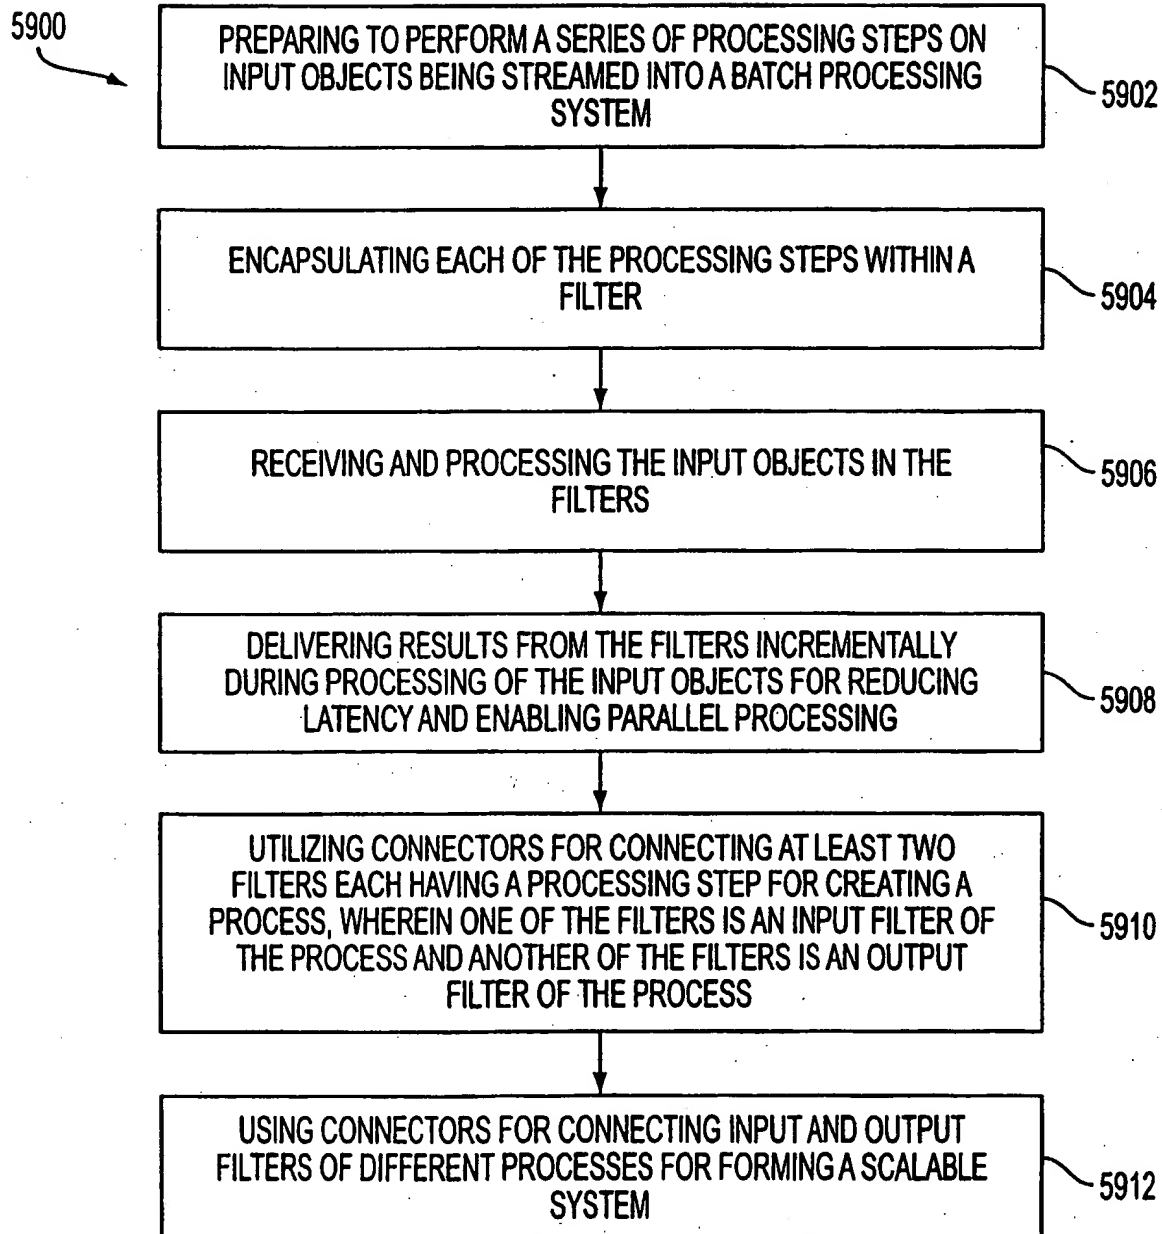 5900
PREPARING TO PERFORM A SERIES OF PROCESSING STEPS ON
INPUT OBJECTS BEING STREAMED INTO A BATCH PROCESSING
SYSTEM
5902
ENCAPSULATING EACH OF THE PROCESSING STEPS WITHIN A
FILTER
5904
RECEIVING AND PROCESSING THE INPUT OBJECTS IN THE
FILTERS
5906
DELIVERING RESULTS FROM THE FILTERS INCREMENTALLY
DURING PROCESSING OF THE INPUT OBJECTS FOR REDUCING
LATENCY AND ENABLING PARALLEL PROCESSING
5908
UTILIZING CONNECTORS FOR CONNECTING AT LEAST TWO
FILTERS EACH HAVING A PROCESSING STEP FOR CREATING A
PROCESS, WHEREIN ONE OF THE FILTERS IS AN INPUT FILTER OF
THE PROCESS AND ANOTHER OF THE FILTERS IS AN OUTPUT
FILTER OF THE PROCESS
5910
USING CONNECTORS FOR CONNECTING INPUT AND OUTPUT
FILTERS OF DIFFERENT PROCESSES FOR FORMING A SCALABLE
SYSTEM
5912